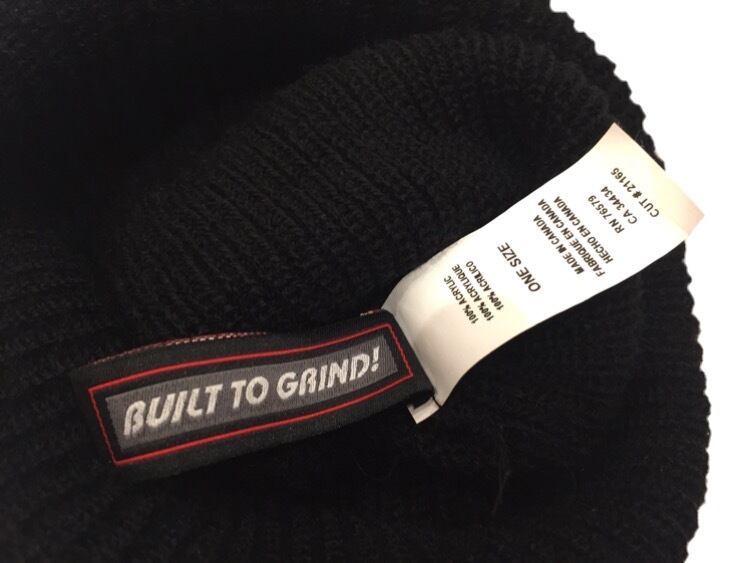 BUILT TO GRIND!
100% ACRYLIC
100% ACRYLIQUE
100% ACRILICO
ONE SIZE
MADE IN CANADA
FABRIQUE EN CANADA
HECHO EN CANADA
RN 76579
CA 34434
CUT # 21165